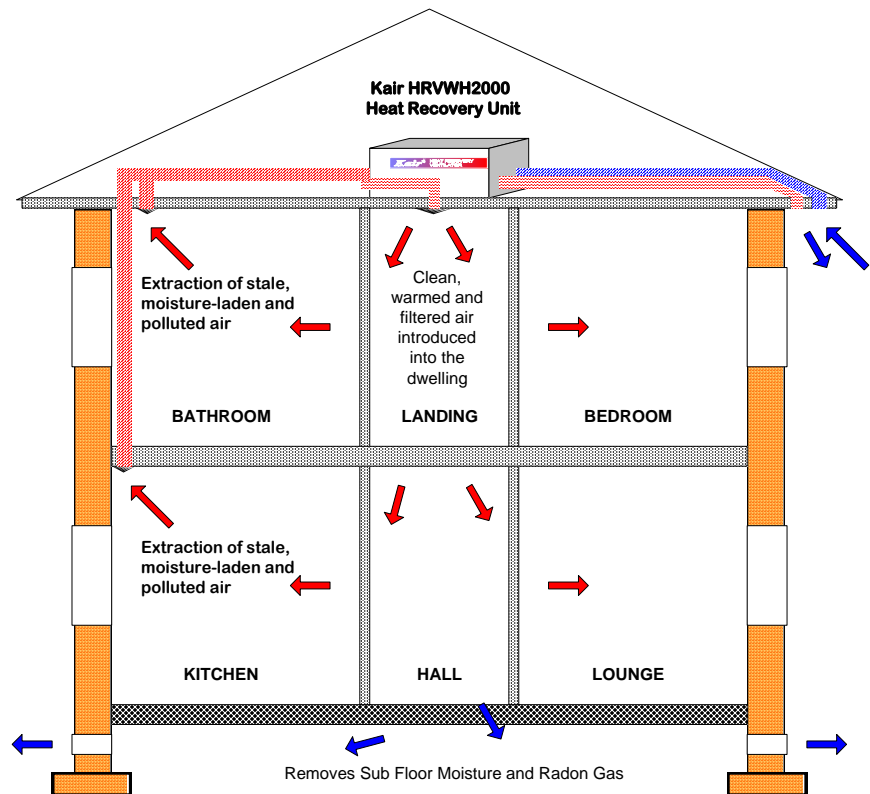 Kair HRVWH2000
Heat Recovery Unit
Kair
Extraction of stale,
moisture-laden and
polluted air
Clean,
warmed and
filtered air
introduced
into the
dwelling
BATHROOM
LANDING
BEDROOM
Extraction of stale,
moisture-laden and
polluted air
KITCHEN
HALL
LOUNGE
Removes Sub Floor Moisture and Radon Gas